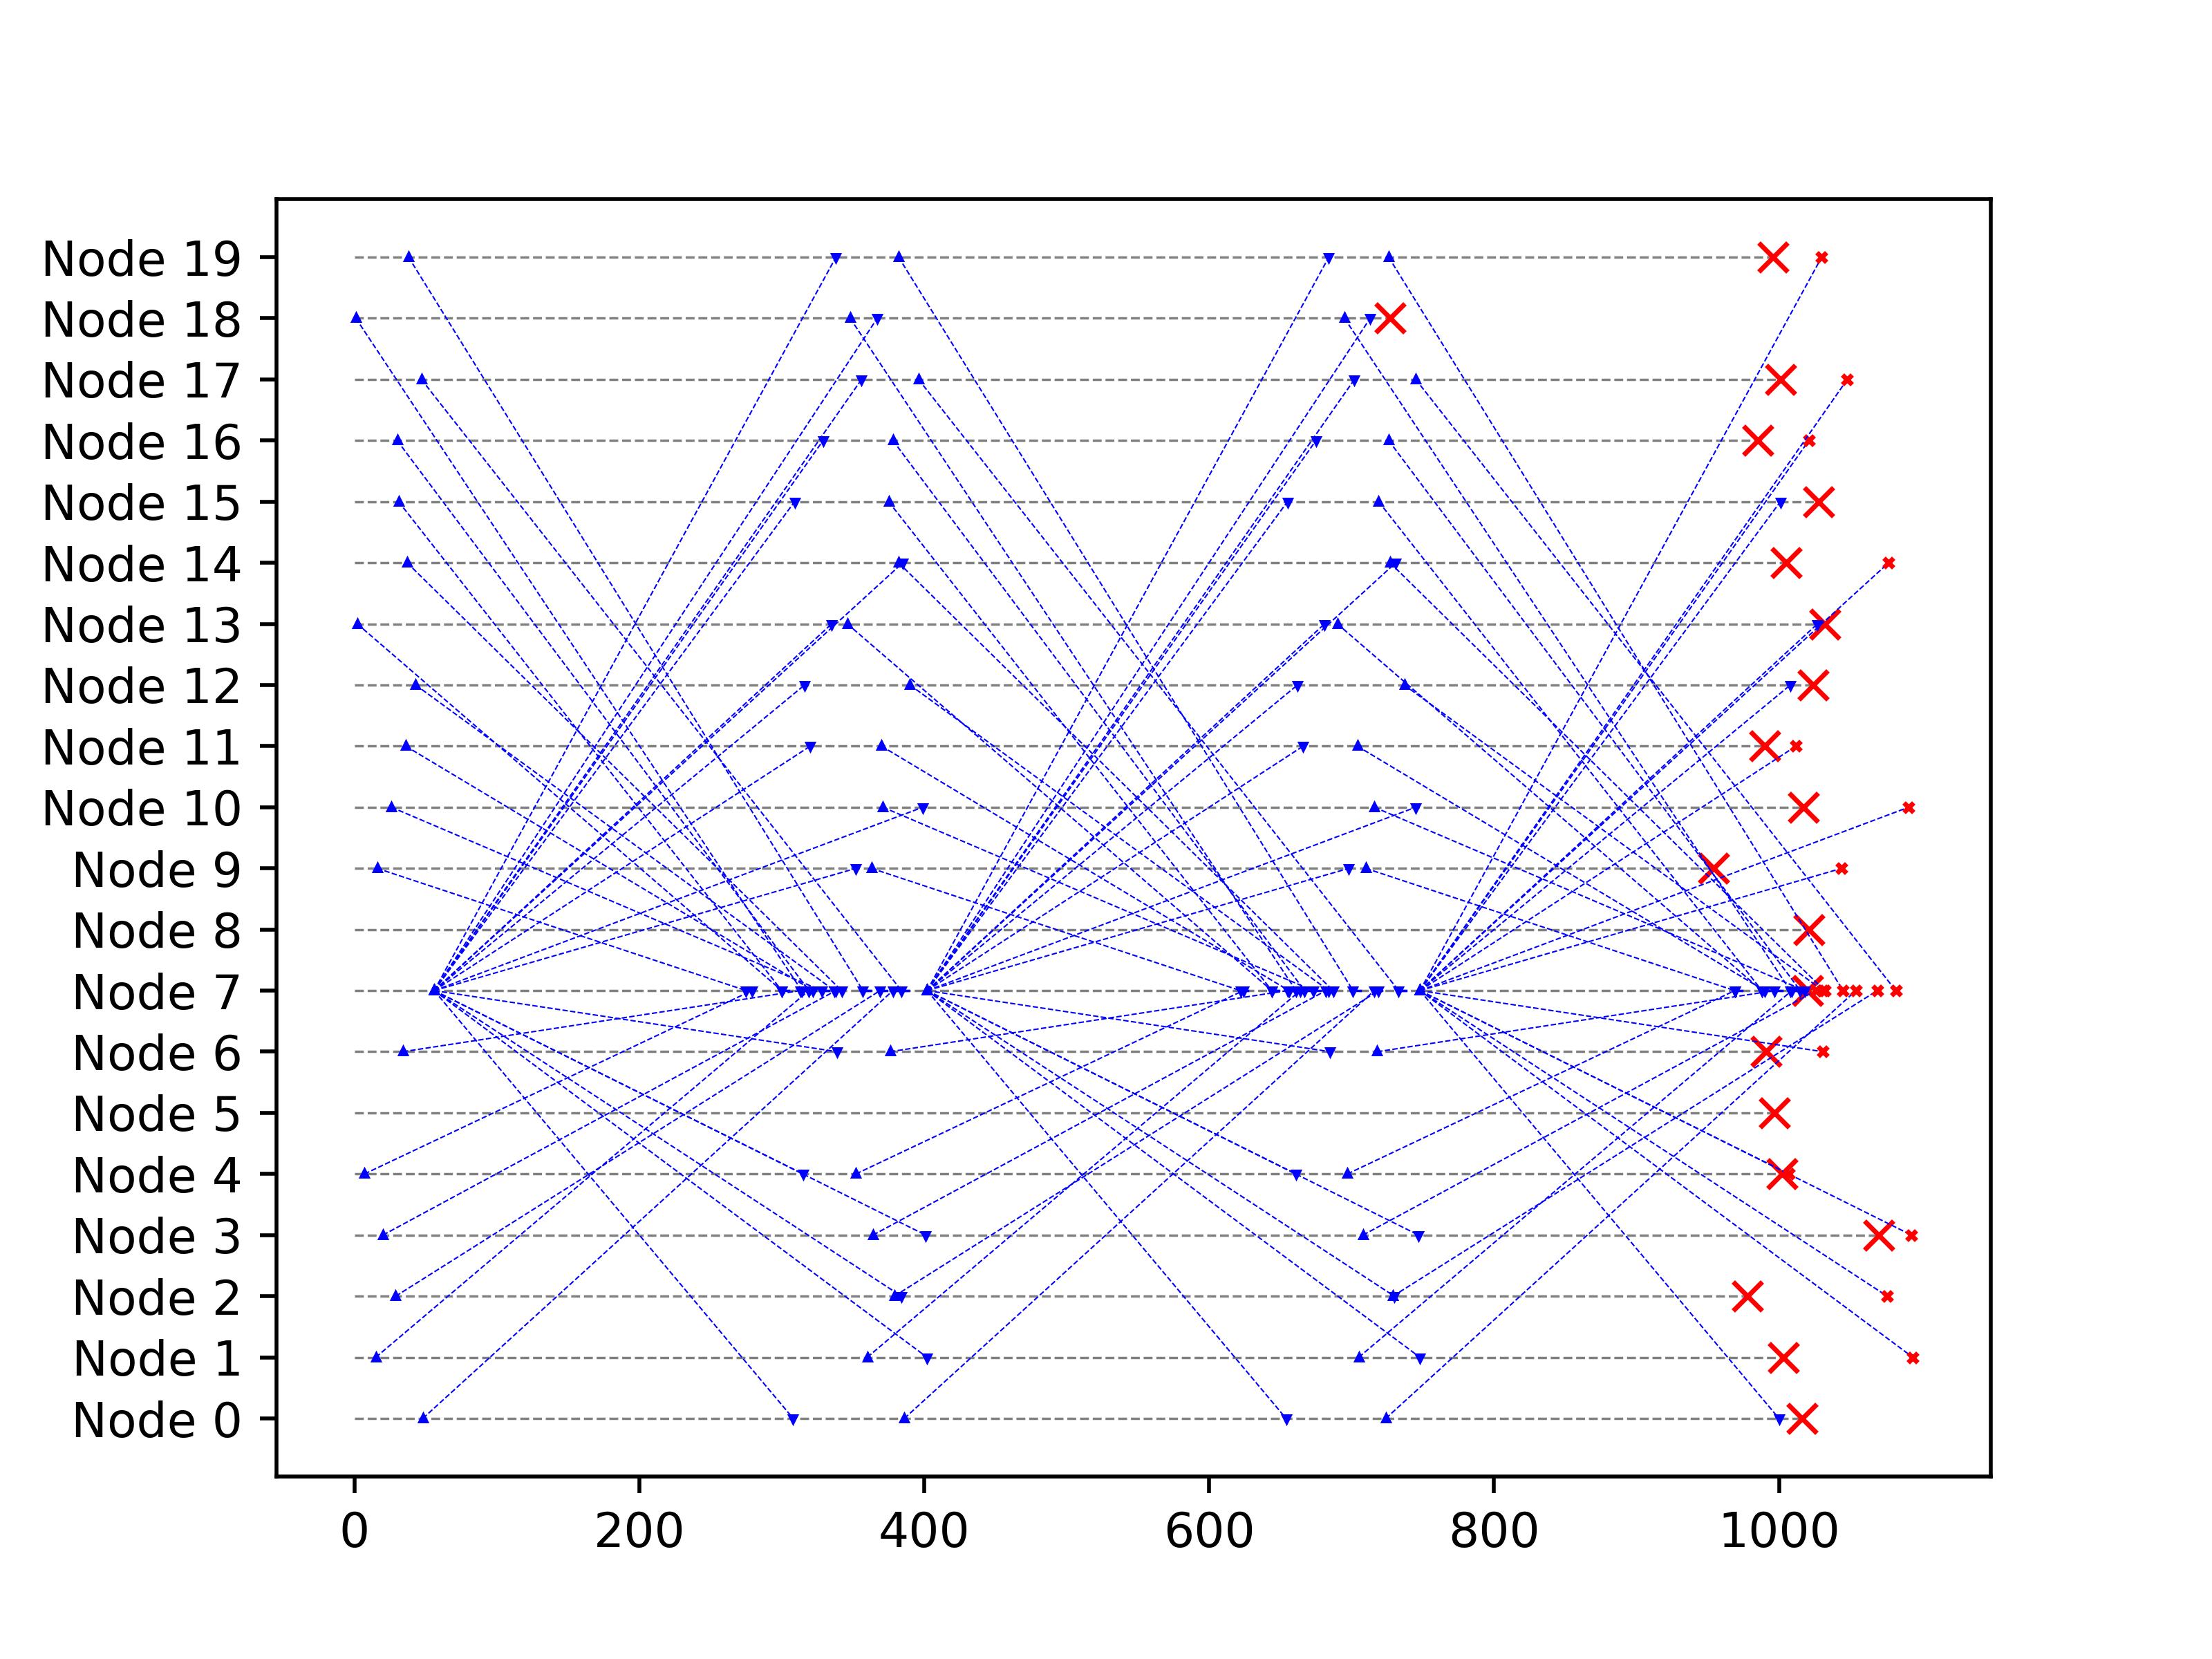 Node 19
Node 18
Node 17
Node 16
Node 15
Node 14
Node 13
Node 12
Node 11
Node 10
Node 9
Node 8
Node 7
Node 6
Node 5
Node 4
Node 3
Node 2
Node 1
Node 0
0 200 400 600 800 1000